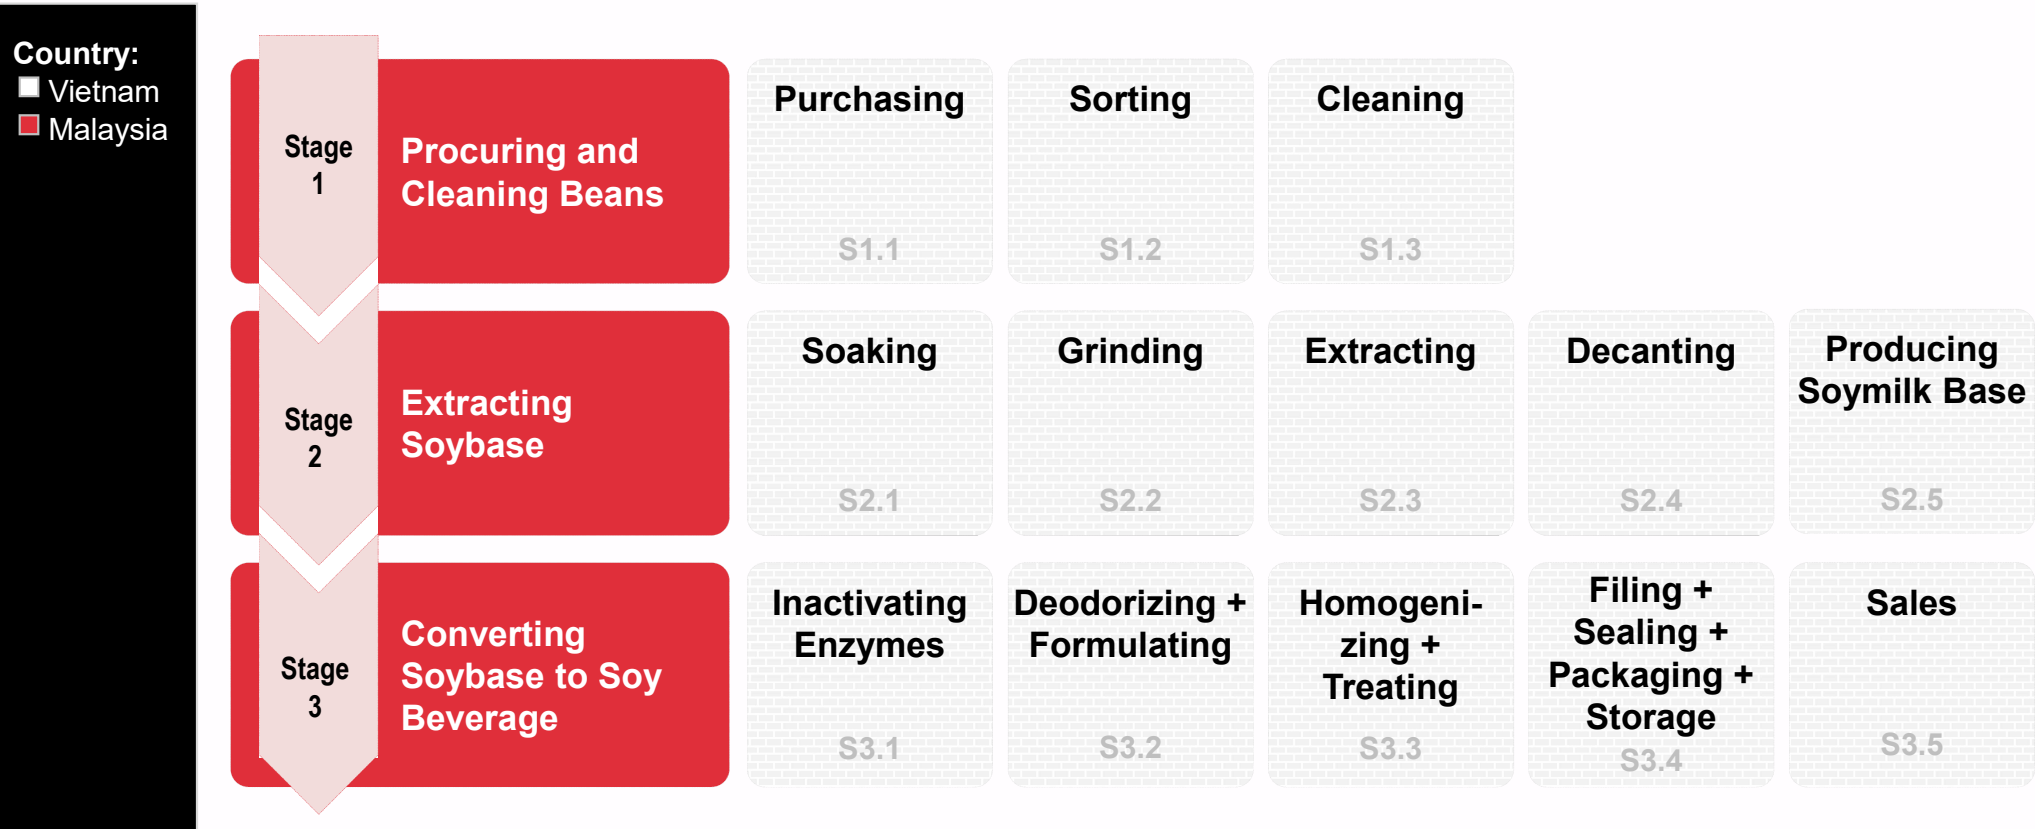 Country:
Vietnam
Malaysia
Stage
1
Procuring and
Cleaning Beans
Purchasing
S1.1
Sorting
S1.2
Cleaning
S1.3
Stage
2
Extracting
Soybase
Soaking
S2.1
Grinding
S2.2
Extracting
S2.3
Decanting
S2.4
Producing
Soymilk Base
S2.5
Stage
3
Converting
Soybase to Soy
Beverage
Inactivating
Enzymes
S3.1
Deodorizing +
Formulating
S3.2
Homogeni-
zing +
Treating
S3.3
Filing +
Sealing +
Packaging +
Storage
S3.4
Sales
S3.5